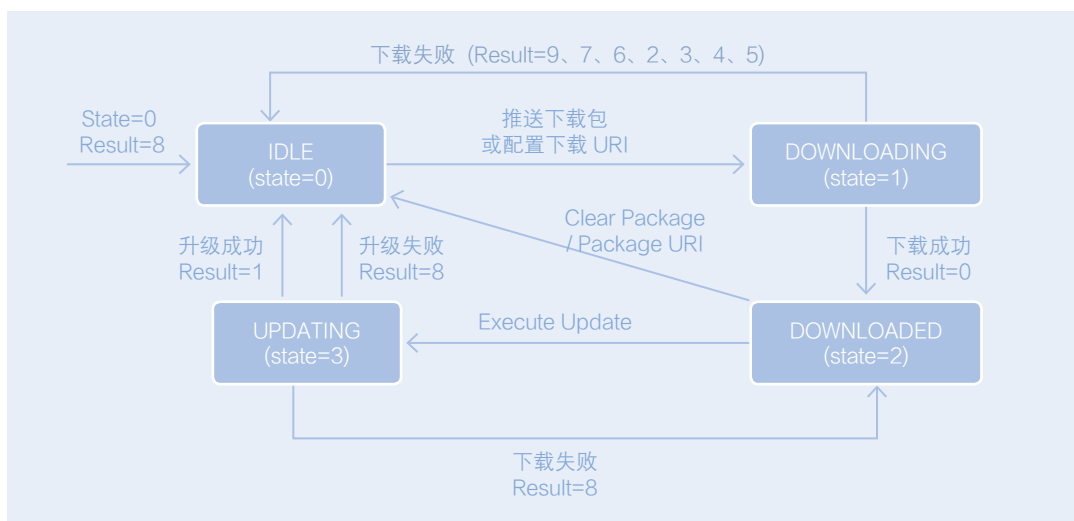 下载失败 (Result=9、7、6、2、3、4、5)
State=0
Result=8
IDLE
(state=0)
推送下载包
或配置下载 URI
DOWNLOADING
(state=1)
升级成功
Result=1
升级失败
Result=8
Clear Package
/ Package URI
下载成功
Result=0
UPDATING
(state=3)
Execute Update
DOWNLOADED
(state=2)
下载失败
Result=8